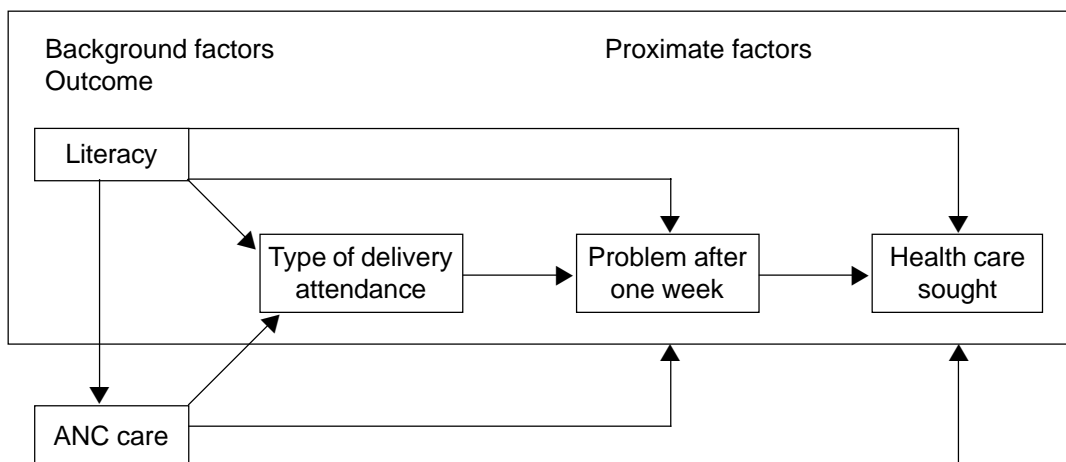 Background factors
Proximate factors
Outcome
Literacy
Type of delivery
attendance
Problem after
one week
Health care
sought
ANC care